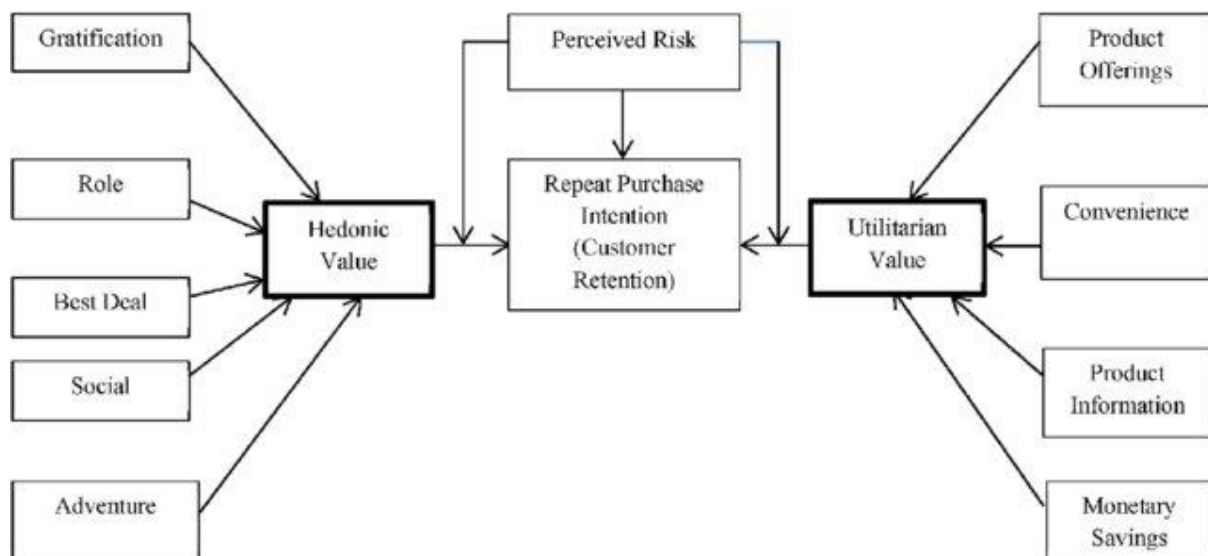 Gratification
Perceived Risk
Product
Offerings
Role
Hedonic
Value
Repeat Purchase
Intention
(Customer
Retention)
Utilitarian
Value
Convenience
Best Deal
Social
Product
Information
Adventure
Monetary
Savings